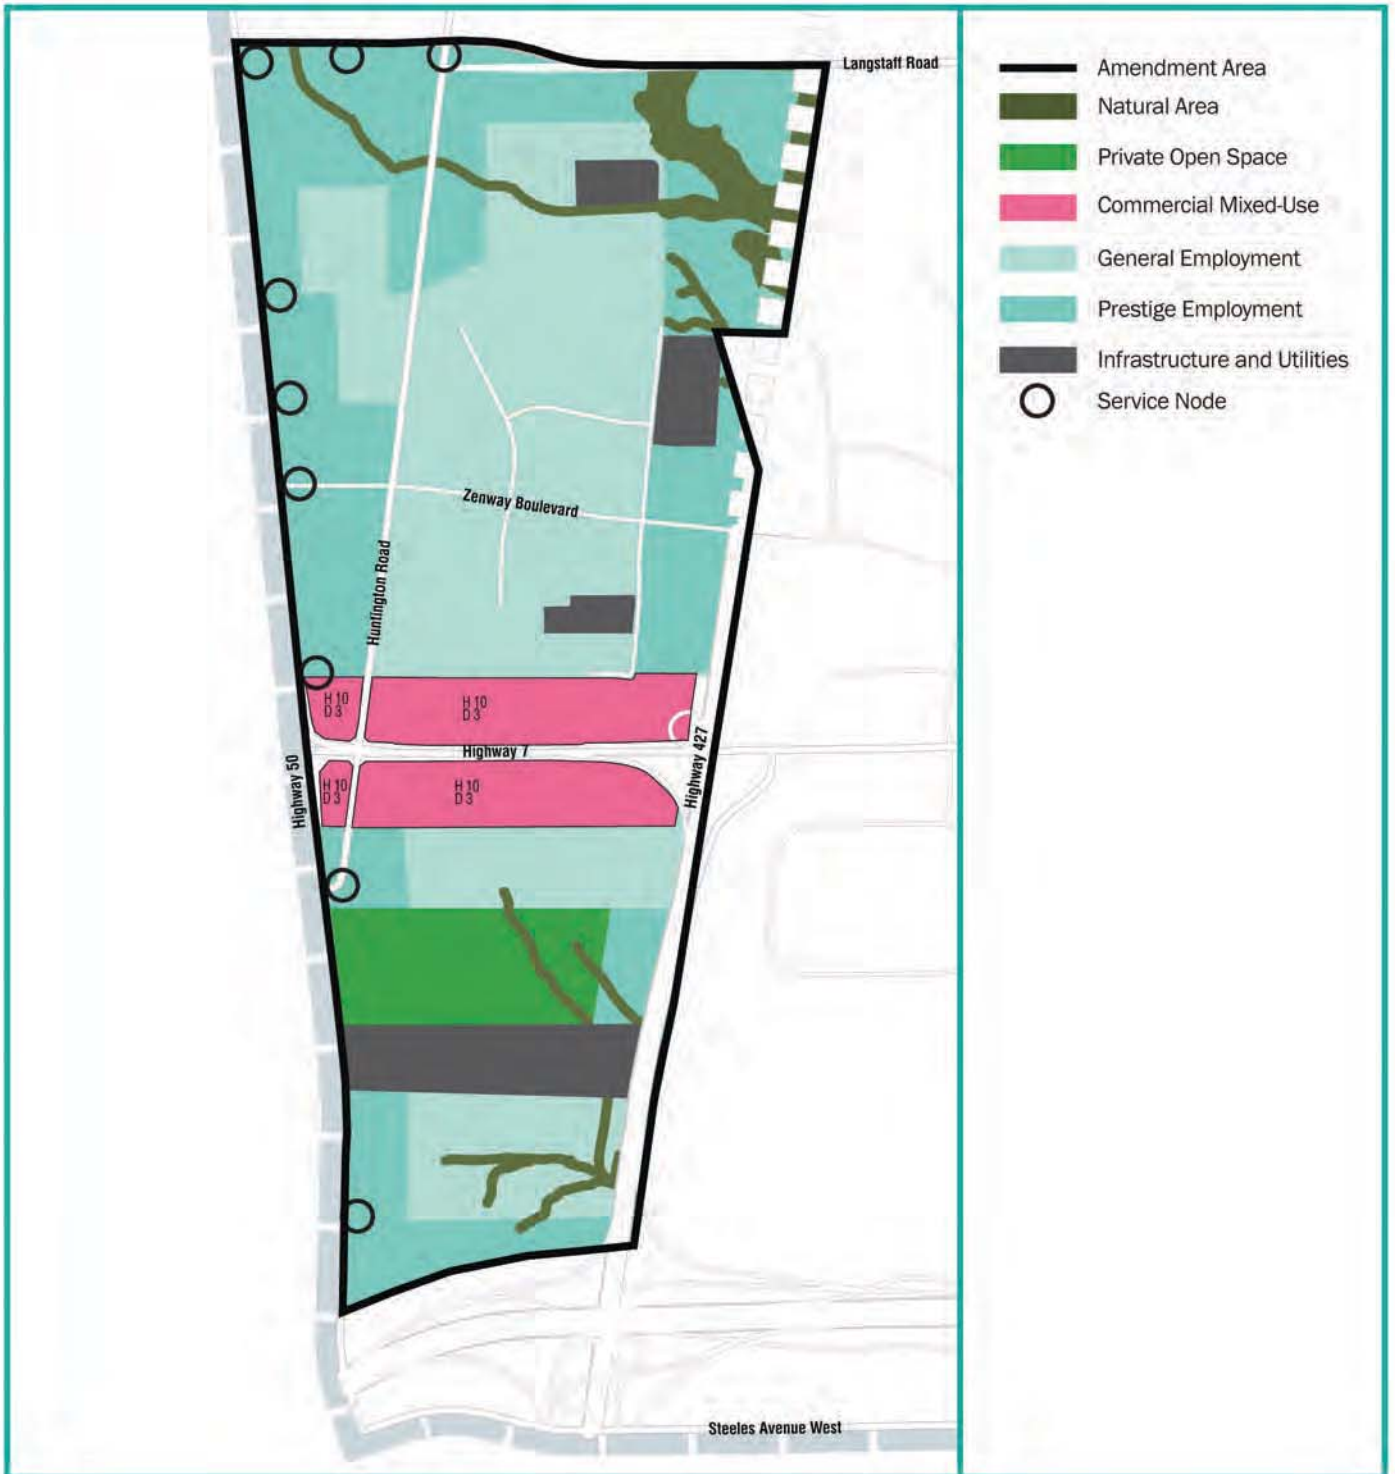 Langstaff Road
Zenway Boulevard
Huntington Road
H 10
D 3
H 10
D 3
Highway 7
Highway 427
Highway 50
H 10
D 3
H 10
D 3
Steeles Avenue West
Amendment Area
Natural Area
Private Open Space
Commercial Mixed-Use
General Employment
Prestige Employment
Infrastructure and Utilities
Service Node